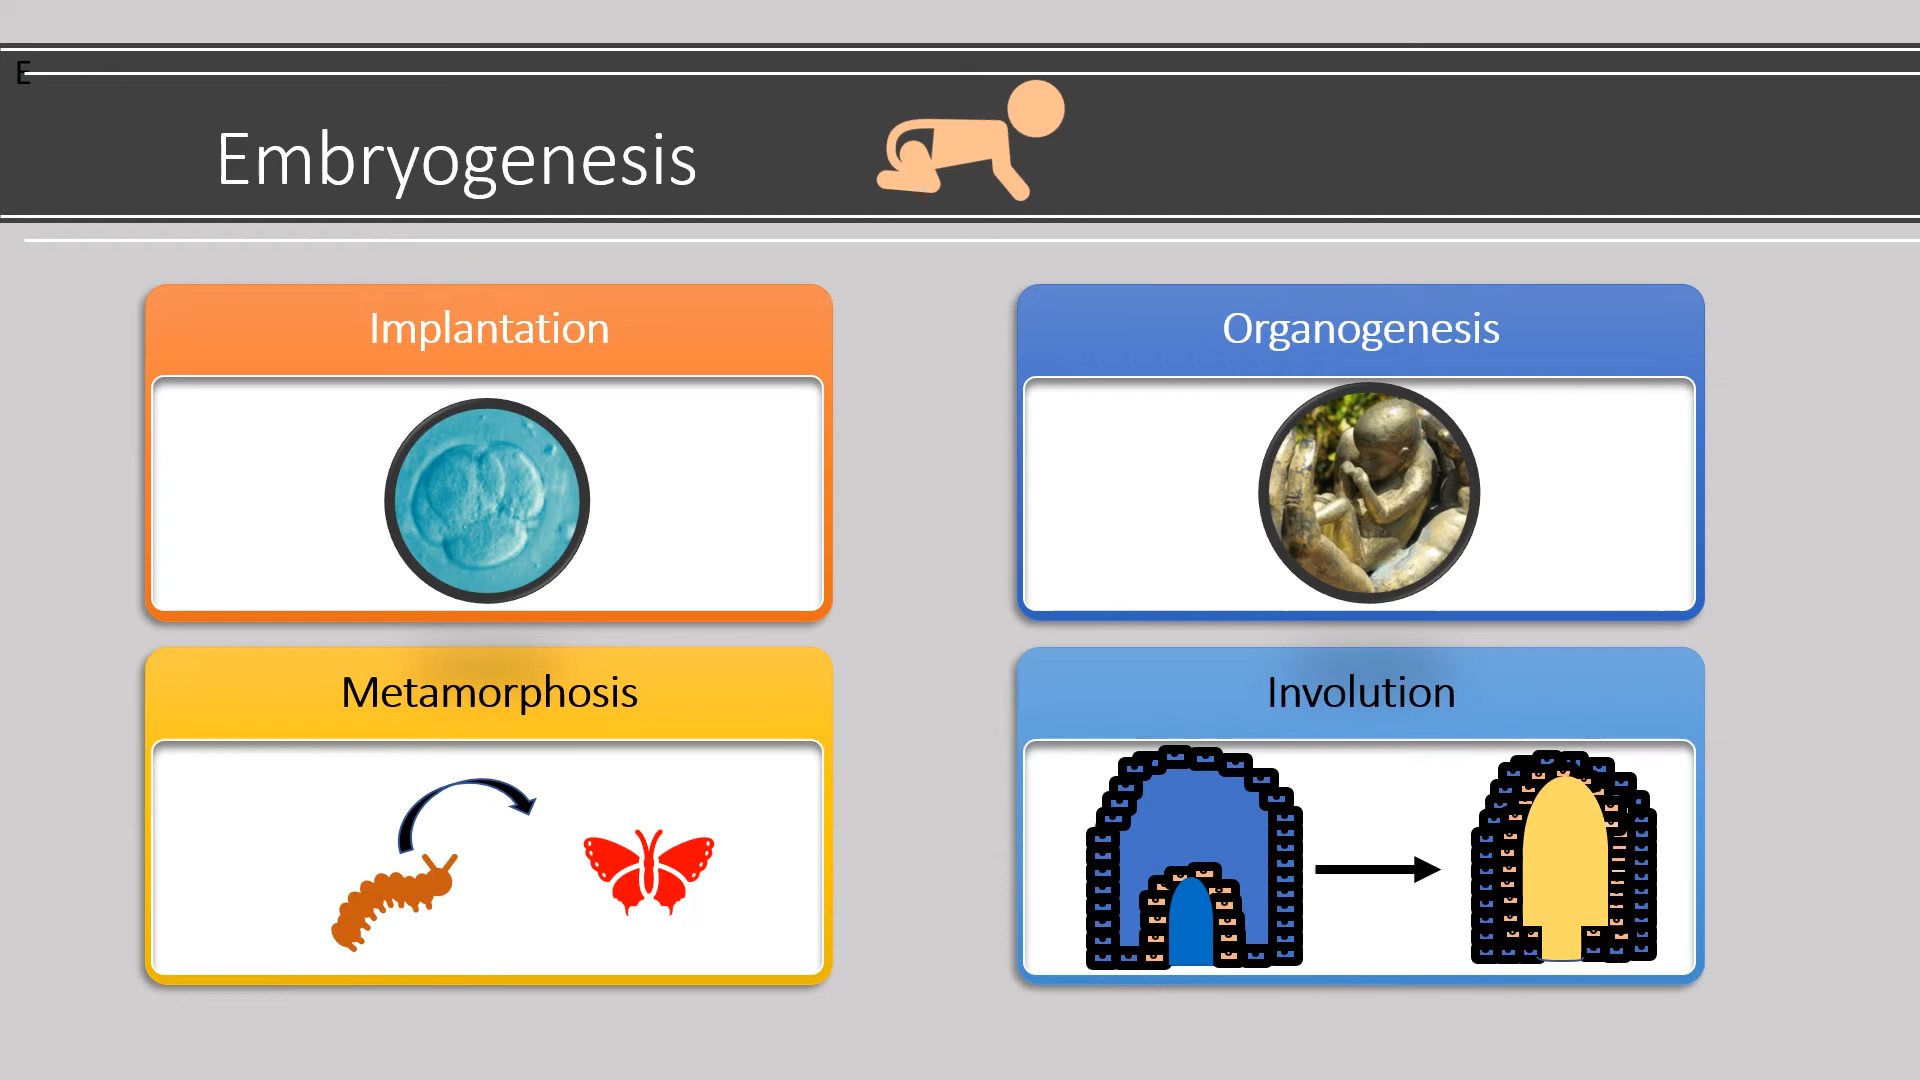 E
Embryogenesis
Implantation
Organogenesis
Metamorphosis
Involution